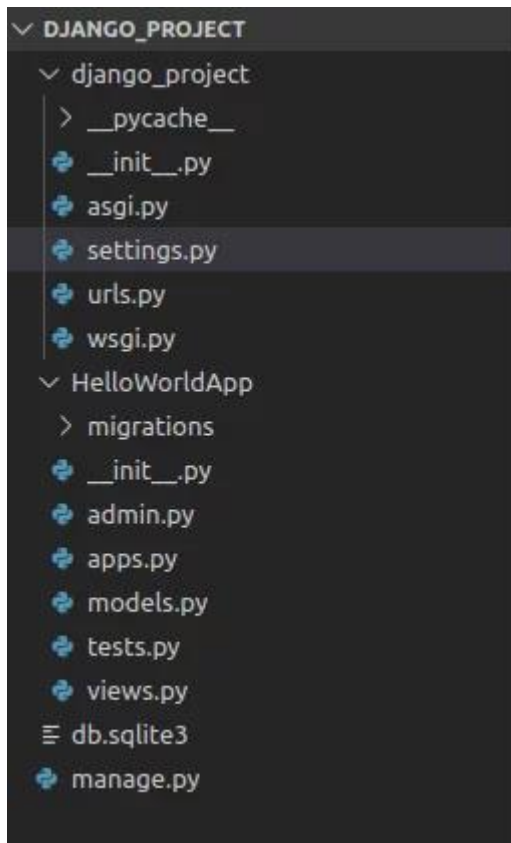 DJANGO_PROJECT
django_project
__pycache__
__init__.py
asgi.py
settings.py
urls.py
wsgi.py
HelloWorldApp
migrations
__init__.py
admin.py
apps.py
models.py
tests.py
views.py
db.sqlite3
manage.py